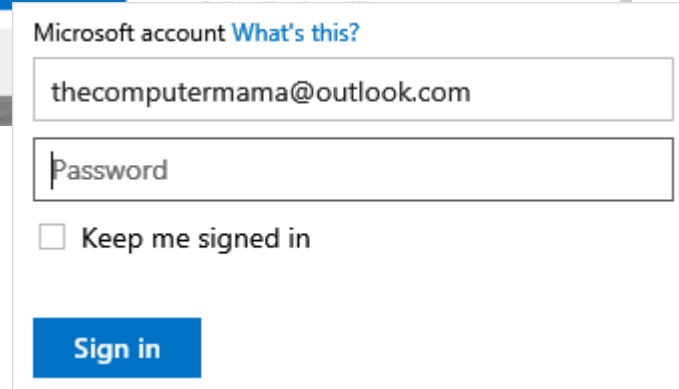 Microsoft account What's this?
thecomputermama@outlook.com
Password
Keep me signed in
Sign in